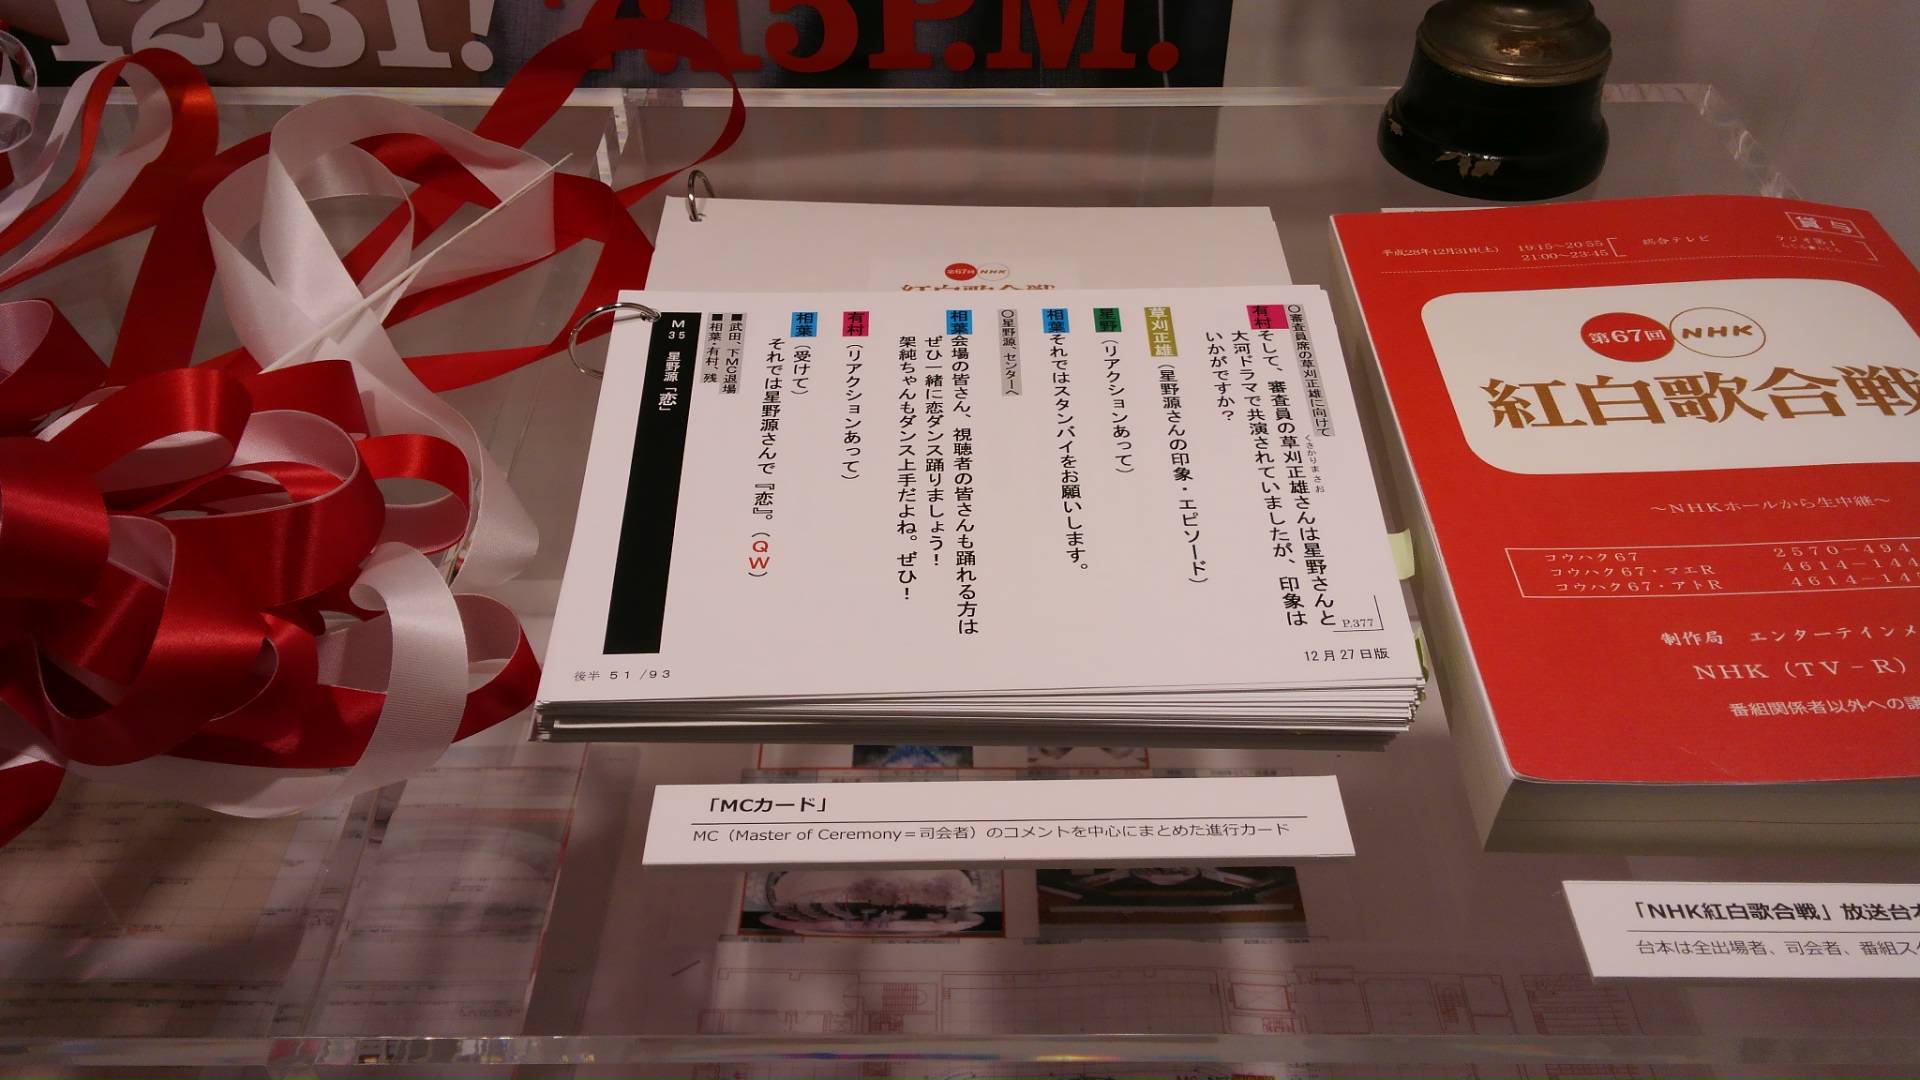 12.31!
7:15P.M.
第67回 NHK
〇審査員席の草刈正雄に向けて
有村 そして、審査員の草刈正雄さんは星野さんと
くさかりまさお
大河ドラマで共演されていましたが、印象は
いかがですか？
草刈正雄（星野源さんの印象・エピソード）
星野（リアクションあって）
相葉 それではスタンバイをお願いします。
〇星野源、センターへ
相葉 会場の皆さん、視聴者の皆さんも踊れる方は
ぜひ一緒に恋ダンス踊りましょう！
架純ちゃんもダンス上手だよね。ぜひ！
有村（リアクションあって）
相葉（受けて）
それでは星野源さんで『恋』。（QW）
■武田、下MC退場
■相葉・有村、残
M35 星野源「恋」
P.377
12月27日版
後半 51/93
「MCカード」
MC（Master of Ceremony＝司会者）のコメントを中心にまとめた進行カード
貸与
平成28年12月31日(土)
19:15～20:55
21:00～23:45
総合テレビ
ラジオ第1
第67回 NHK
紅白歌合戦
～NHKホールから生中継～
コウハク67 2570-494
コウハク67・マエR 4614-144
コウハク67・アトR 4614-14
制作局 エンターテインメ
NHK（TV-R）
番組関係者以外への譲
「NHK紅白歌合戦」放送台本
台本は全出場者、司会者、番組スタ